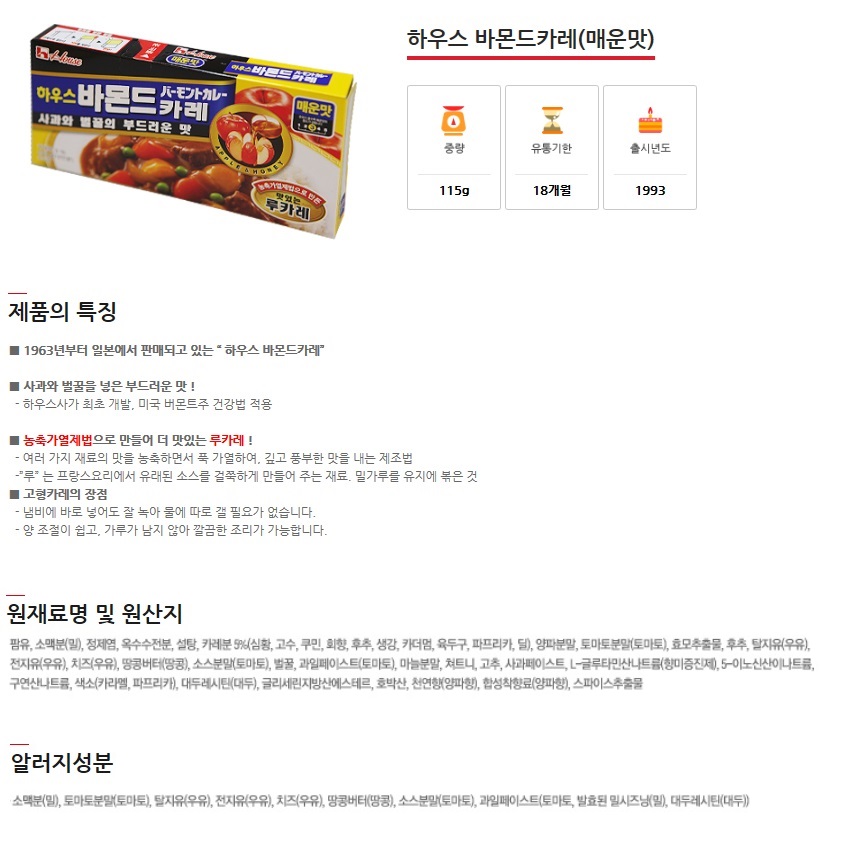 하우스 바몬드카레(매운맛)
중량
유통기한
출시년도
115g
18개월
1993
House
매운맛
하우스 바몬드 카레
バーモントカレー
사과와 벌꿀의 부드러운 맛
매운맛
APPLE & HONEY
농축가열제법으로 만든
맛있는
루카레
제품의 특징
■ 1963년부터 일본에서 판매되고 있는 “ 하우스 바몬드카레”
■ 사과와 벌꿀을 넣은 부드러운 맛 !
- 하우스사가 최초 개발, 미국 버몬트주 건강법 적용
■ 농축가열제법으로 만들어 더 맛있는 루카레 !
- 여러 가지 재료의 맛을 농축하면서 푹 가열하여, 깊고 풍부한 맛을 내는 제조법
-”루” 는 프랑스요리에서 유래된 소스를 걸쭉하게 만들어 주는 재료. 밀가루를 유지에 볶은 것
■ 고형카레의 장점
- 냄비에 바로 넣어도 잘 녹아 물에 따로 갤 필요가 없습니다.
- 양 조절이 쉽고, 가루가 남지 않아 깔끔한 조리가 가능합니다.
원재료명 및 원산지
팜유, 소맥분(밀), 정제염, 옥수수전분, 설탕, 카레분 5%(심황, 고수, 쿠민, 회향, 후추, 생강, 카더멈, 육두구, 파프리카, 딜), 양파분말, 토마토분말(토마토), 효모추출물, 후추, 탈지유(우유),
전지유(우유), 치즈(우유), 땅콩버터(땅콩), 소스분말(토마토), 벌꿀, 과일페이스트(토마토), 마늘분말, 쳐트니, 고추, 사과페이스트, L-글루타민산나트륨(향미증진제), 5-이노신산이나트륨,
구연산나트륨, 색소(카라멜, 파프리카), 대두레시틴(대두), 글리세린지방산에스테르, 호박산, 천연향(양파향), 합성착향료(양파향), 스파이스추출물
알러지성분
소맥분(밀), 토마토분말(토마토), 탈지유(우유), 전지유(우유), 치즈(우유), 땅콩버터(땅콩), 소스분말(토마토), 과일페이스트(토마토, 발효된 밀시즈닝(밀), 대두레시틴(대두))